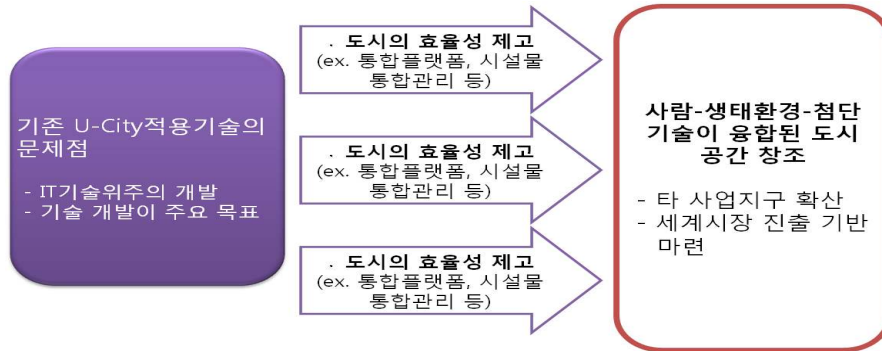 기존 U-City적용기술의
문제점
- IT기술위주의 개발
- 기술 개발이 주요 목표
. 도시의 효율성 제고
(ex. 통합플랫폼, 시설물
통합관리 등)
. 도시의 효율성 제고
(ex. 통합플랫폼, 시설물
통합관리 등)
. 도시의 효율성 제고
(ex. 통합플랫폼, 시설물
통합관리 등)
사람-생태환경-첨단
기술이 융합된 도시
공간 창조
- 타 사업지구 확산
- 세계시장 진출 기반
마련